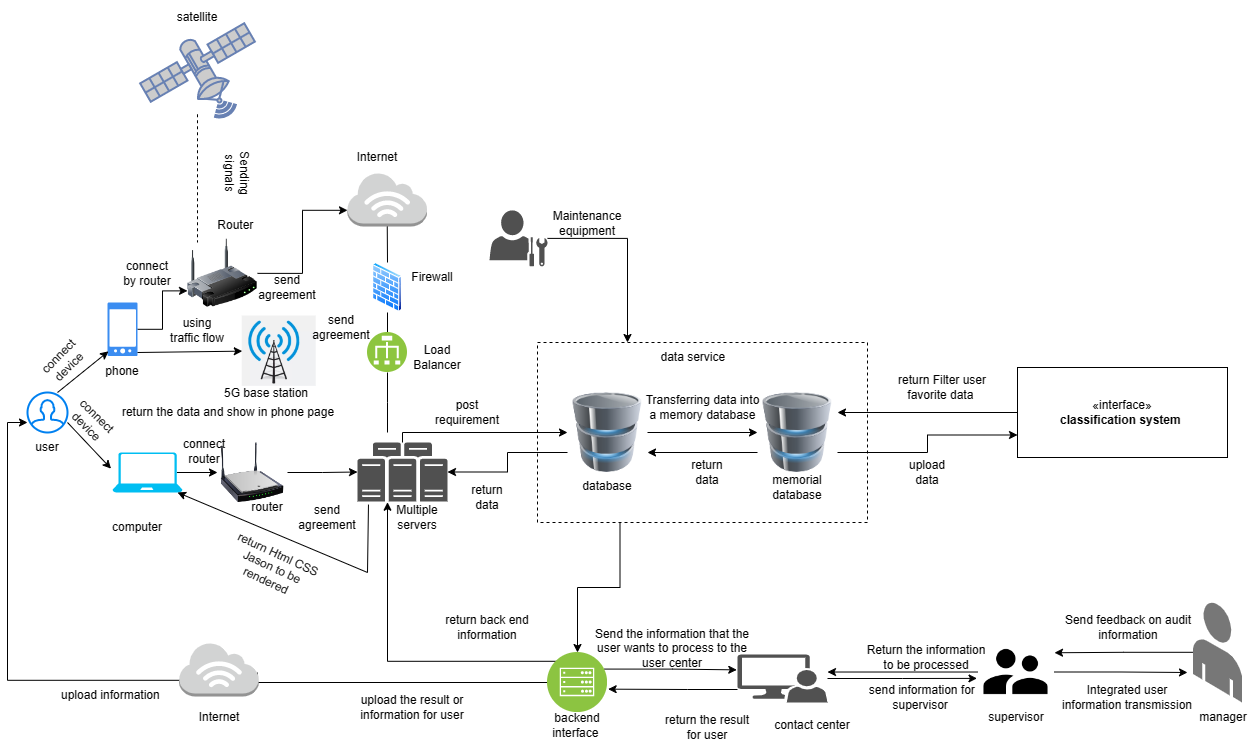 satellite
Sending
signals
Internet
Router
Maintenance
equipment
connect
by router
send
agreement
Firewall
using
traffic flow
send
agreement
Load
Balancer
data service
connect
device
phone
5G base station
return the data and show in phone page
post
requirement
Transferring data into
a memory database
return Filter user
favorite data
«interface»
classification system
user
connect
device
connect
router
router
computer
send
agreement
Multiple
servers
return
data
database
return
data
memorial
database
upload
data
return Html CSS
Jason to be
rendered
return back end
information
Send the information that the
user wants to process to the
user center
Return the information
to be processed
Send feedback on audit
information
upload information
Internet
upload the result or
information for user
backend
interface
return the result
for user
contact center
send information for
supervisor
supervisor
Integrated user
information transmission
manager